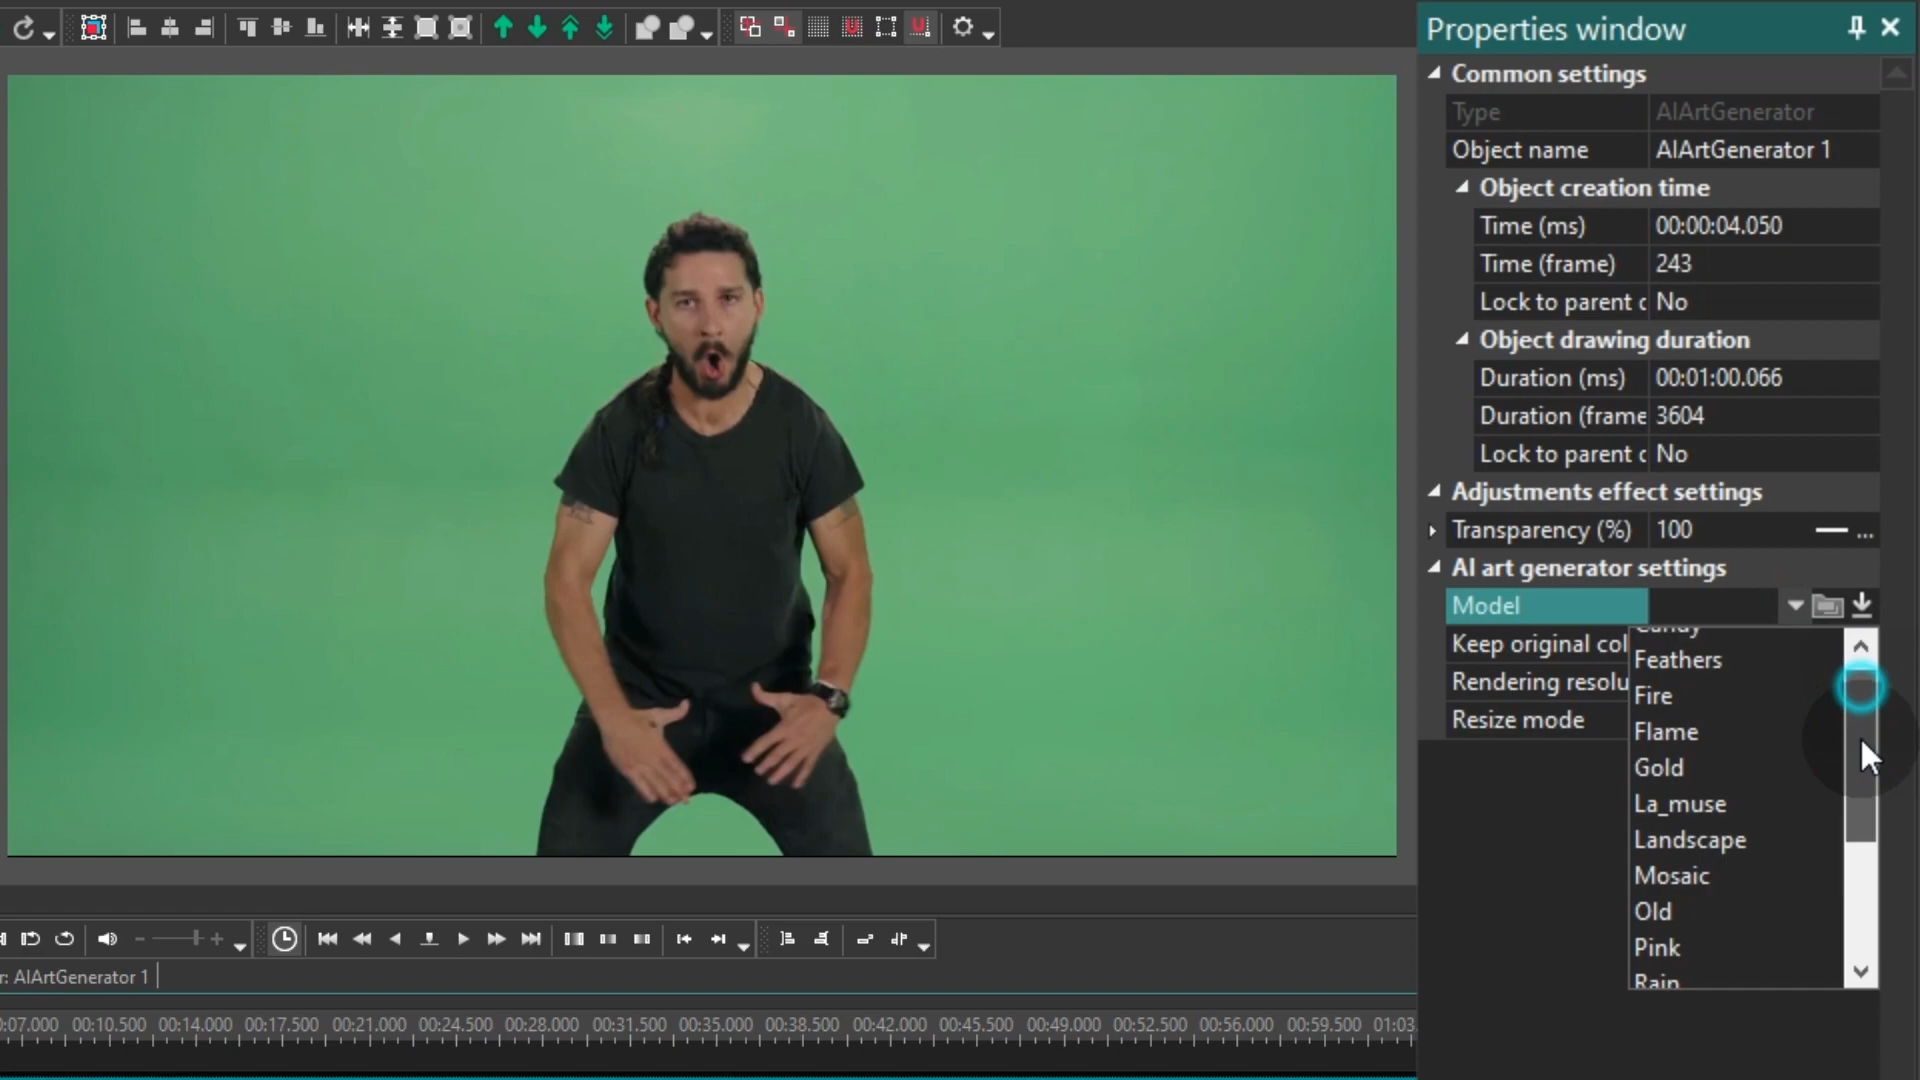 Properties window
Common settings
Type AIArtGenerator
Object name AIArtGenerator 1
Object creation time
Time (ms) 00:00:04.050
Time (frame) 243
Lock to parent c No
Object drawing duration
Duration (ms) 00:01:00.066
Duration (frame 3604
Lock to parent c No
Adjustments effect settings
Transparency (%) 100 ...
AI art generator settings
Model
Keep original col
Rendering resolu
Resize mode
Candy
Feathers
Fire
Flame
Gold
La_muse
Landscape
Mosaic
Old
Pink
Rain
r: AIArtGenerator 1
0:07.000 00:10.500 00:14.000 00:17.500 00:21.000 00:24.500 00:28.000 00:31.500 00:35.000 00:38.500 00:42.000 00:45.500 00:49.000 00:52.500 00:56.000 00:59.500 01:03.